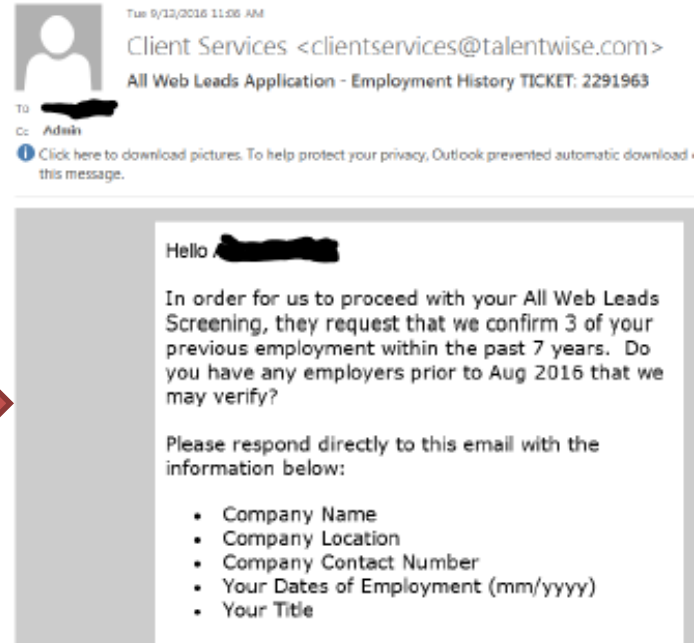 Tue 9/13/2016 11:06 AM
Client Services <clientservices@talentwise.com>
All Web Leads Application - Employment History TICKET: 2291963
To
Cc Admin
Click here to download pictures. To help protect your privacy, Outlook prevented automatic download
this message.
Hello
In order for us to proceed with your All Web Leads
Screening, they request that we confirm 3 of your
previous employment within the past 7 years. Do
you have any employers prior to Aug 2016 that we
may verify?
Please respond directly to this email with the
information below:
• Company Name
• Company Location
• Company Contact Number
• Your Dates of Employment (mm/yyyy)
• Your Title